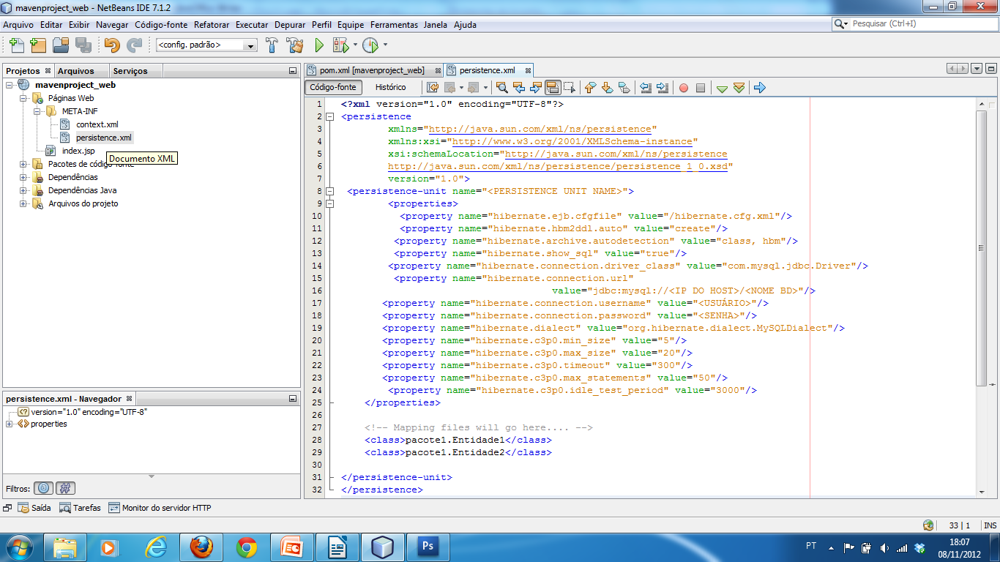 mavenproject_web - NetBeans IDE 7.1.2
Arquivo Editar Exibir Navegar Código-fonte Refatorar Executar Depurar Perfil Equipe Ferramentas Janela Ajuda
Pesquisar (Ctrl+I)
<config. padrão>
Projetos Arquivos Serviços
mavenproject_web
Páginas Web
META-INF
context.xml
persistence.xml
index.jsp
Documento XML
Pacotes de código-fonte
Dependências
Dependências Java
Arquivos do projeto
persistence.xml - Navegador
version="1.0" encoding="UTF-8"
properties
Filtros:
pom.xml [mavenproject_web] persistence.xml
Código-fonte Histórico
1 <?xml version="1.0" encoding="UTF-8"?>
2 <persistence
3 xmlns="http://java.sun.com/xml/ns/persistence"
4 xmlns:xsi="http://www.w3.org/2001/XMLSchema-instance"
5 xsi:schemaLocation="http://java.sun.com/xml/ns/persistence
6 http://java.sun.com/xml/ns/persistence/persistence_1_0.xsd"
7 version="1.0">
8 <persistence-unit name="<PERSISTENCE UNIT NAME>">
9 <properties>
10 <property name="hibernate.ejb.cfgfile" value="/hibernate.cfg.xml"/>
11 <property name="hibernate.hbm2ddl.auto" value="create"/>
12 <property name="hibernate.archive.autodetection" value="class, hbm"/>
13 <property name="hibernate.show_sql" value="true"/>
14 <property name="hibernate.connection.driver_class" value="com.mysql.jdbc.Driver"/>
15 <property name="hibernate.connection.url"
16 value="jdbc:mysql://<IP DO HOST>/<NOME BD>"/>
17 <property name="hibernate.connection.username" value="<USUÁRIO>"/>
18 <property name="hibernate.connection.password" value="<SENHA>"/>
19 <property name="hibernate.dialect" value="org.hibernate.dialect.MySQLDialect"/>
20 <property name="hibernate.c3p0.min_size" value="5"/>
21 <property name="hibernate.c3p0.max_size" value="20"/>
22 <property name="hibernate.c3p0.timeout" value="300"/>
23 <property name="hibernate.c3p0.max_statements" value="50"/>
24 <property name="hibernate.c3p0.idle_test_period" value="3000"/>
25 </properties>
26
27 <!-- Mapping files will go here.... -->
28 <class>pacote1.Entidade1</class>
29 <class>pacote1.Entidade2</class>
30
31 </persistence-unit>
32 </persistence>
Saída Tarefas Monitor do servidor HTTP
33 | 1 INS
Ps
PT
18:07
08/11/2012